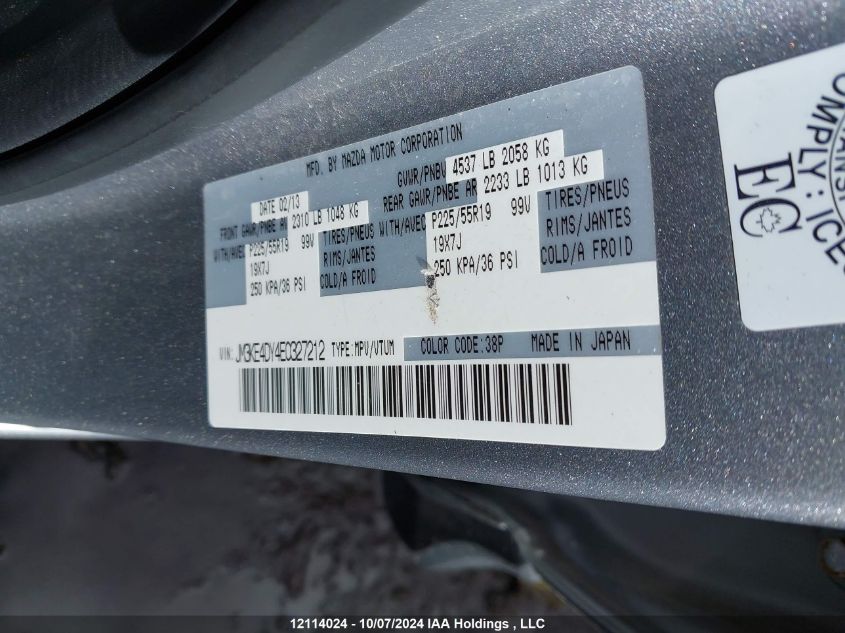 MFD. BY MAZDA MOTOR CORPORATION
DATE 02/13
GVWR/PNBV 4537 LB 2058 KG
FRONT GAWR/PNBE AV 2310 LB 1048 KG
REAR GAWR/PNBE AR 2233 LB 1013 KG
WITH/AVEC P225/55R19 99V TIRES/PNEUS
19X7J RIMS/JANTES
250 KPA/36 PSI COLD/A FROID
WITH/AVEC P225/55R19 99V TIRES/PNEUS
19X7J RIMS/JANTES
250 KPA/36 PSI COLD/A FROID
VIN: JM3KE4DY4E0327212 TYPE:MPV/VTUM COLOR CODE:38P MADE IN JAPAN
COMPLY:
EC
12114024 - 10/07/2024 IAA Holdings, LLC